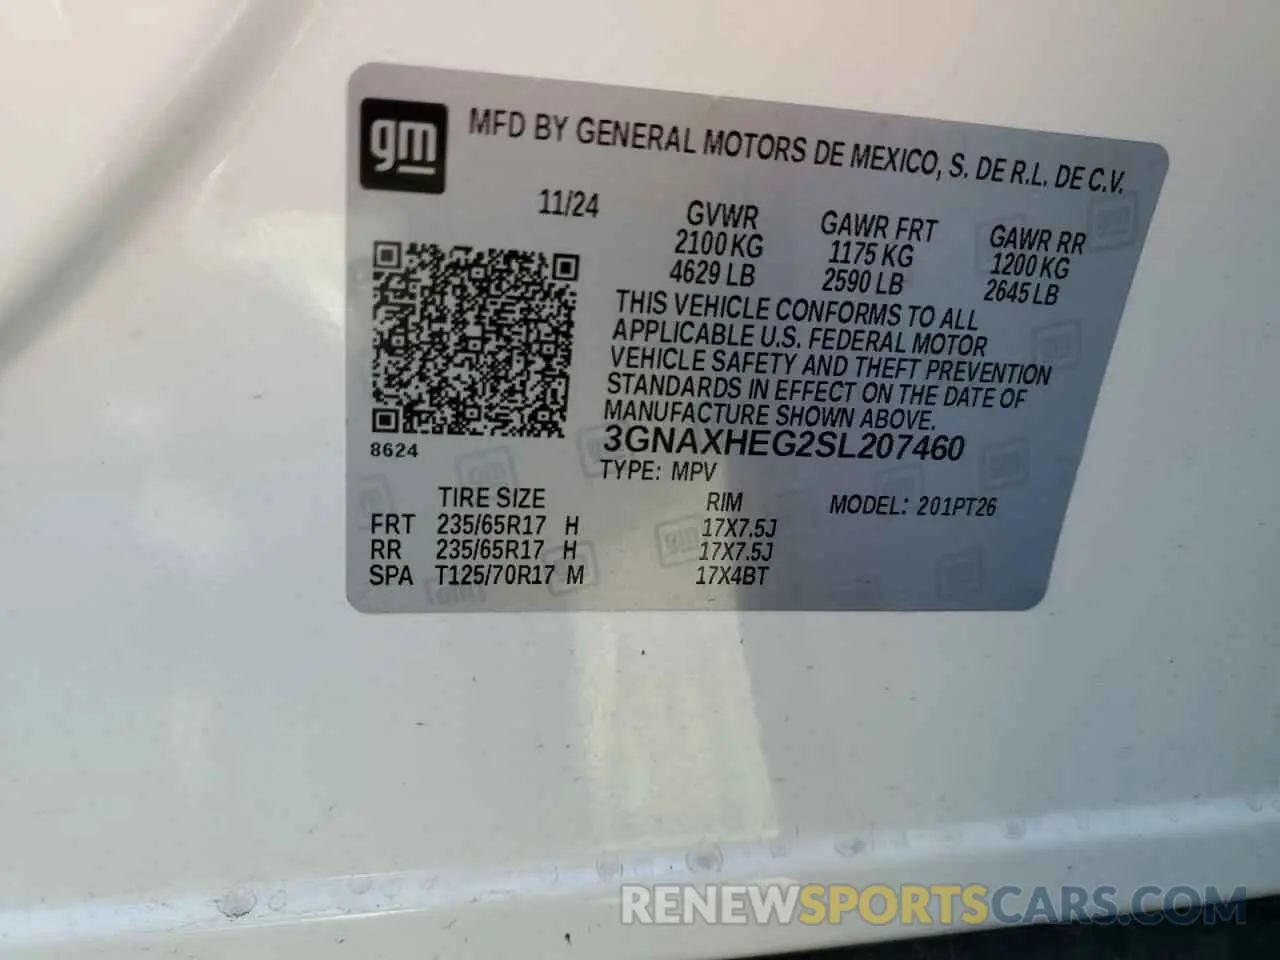 gm
MFD BY GENERAL MOTORS DE MEXICO, S. DE R.L. DE C.V.
11/24
GVWR
2100 KG
4629 LB
GAWR FRT
1175 KG
2590 LB
GAWR RR
1200 KG
2645 LB
THIS VEHICLE CONFORMS TO ALL
APPLICABLE U.S. FEDERAL MOTOR
VEHICLE SAFETY AND THEFT PREVENTION
STANDARDS IN EFFECT ON THE DATE OF
MANUFACTURE SHOWN ABOVE.
8624
3GNAXHEG2SL207460
TYPE: MPV
TIRE SIZE RIM MODEL: 201PT26
FRT 235/65R17 H 17X7.5J
RR 235/65R17 H 17X7.5J
SPA T125/70R17 M 17X4BT
RENEWSPORTSCARS.COM